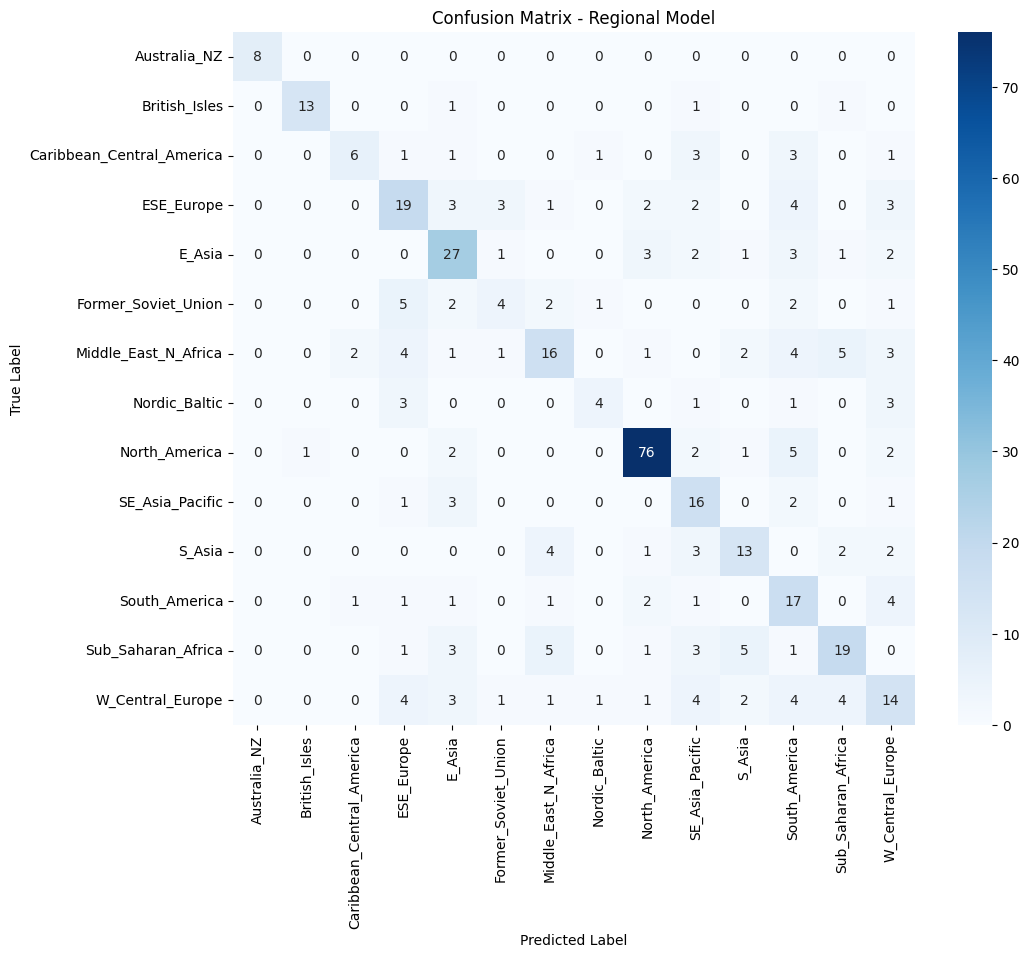 Confusion Matrix - Regional Model
Australia_NZ 8 0 0 0 0 0 0 0 0 0 0 0 0 0
British_Isles 0 13 0 0 1 0 0 0 0 1 0 0 1 0
Caribbean_Central_America 0 0 6 1 1 0 0 1 0 3 0 3 0 1
ESE_Europe 0 0 0 19 3 3 1 0 2 2 0 4 0 3
E_Asia 0 0 0 0 27 1 0 0 3 2 1 3 1 2
Former_Soviet_Union 0 0 0 5 2 4 2 1 0 0 0 2 0 1
Middle_East_N_Africa 0 0 2 4 1 1 16 0 1 0 2 4 5 3
Nordic_Baltic 0 0 0 3 0 0 0 4 0 1 0 1 0 3
North_America 0 1 0 0 2 0 0 0 76 2 1 5 0 2
SE_Asia_Pacific 0 0 0 1 3 0 0 0 0 16 0 2 0 1
S_Asia 0 0 0 0 0 0 4 0 1 3 13 0 2 2
South_America 0 0 1 1 1 0 1 0 2 1 0 17 0 4
Sub_Saharan_Africa 0 0 0 1 3 0 5 0 1 3 5 1 19 0
W_Central_Europe 0 0 0 4 3 1 1 1 1 4 2 4 4 14
True Label
Australia_NZ
British_Isles
Caribbean_Central_America
ESE_Europe
E_Asia
Former_Soviet_Union
Middle_East_N_Africa
Nordic_Baltic
North_America
SE_Asia_Pacific
S_Asia
South_America
Sub_Saharan_Africa
W_Central_Europe
Predicted Label
70
60
50
40
30
20
10
0